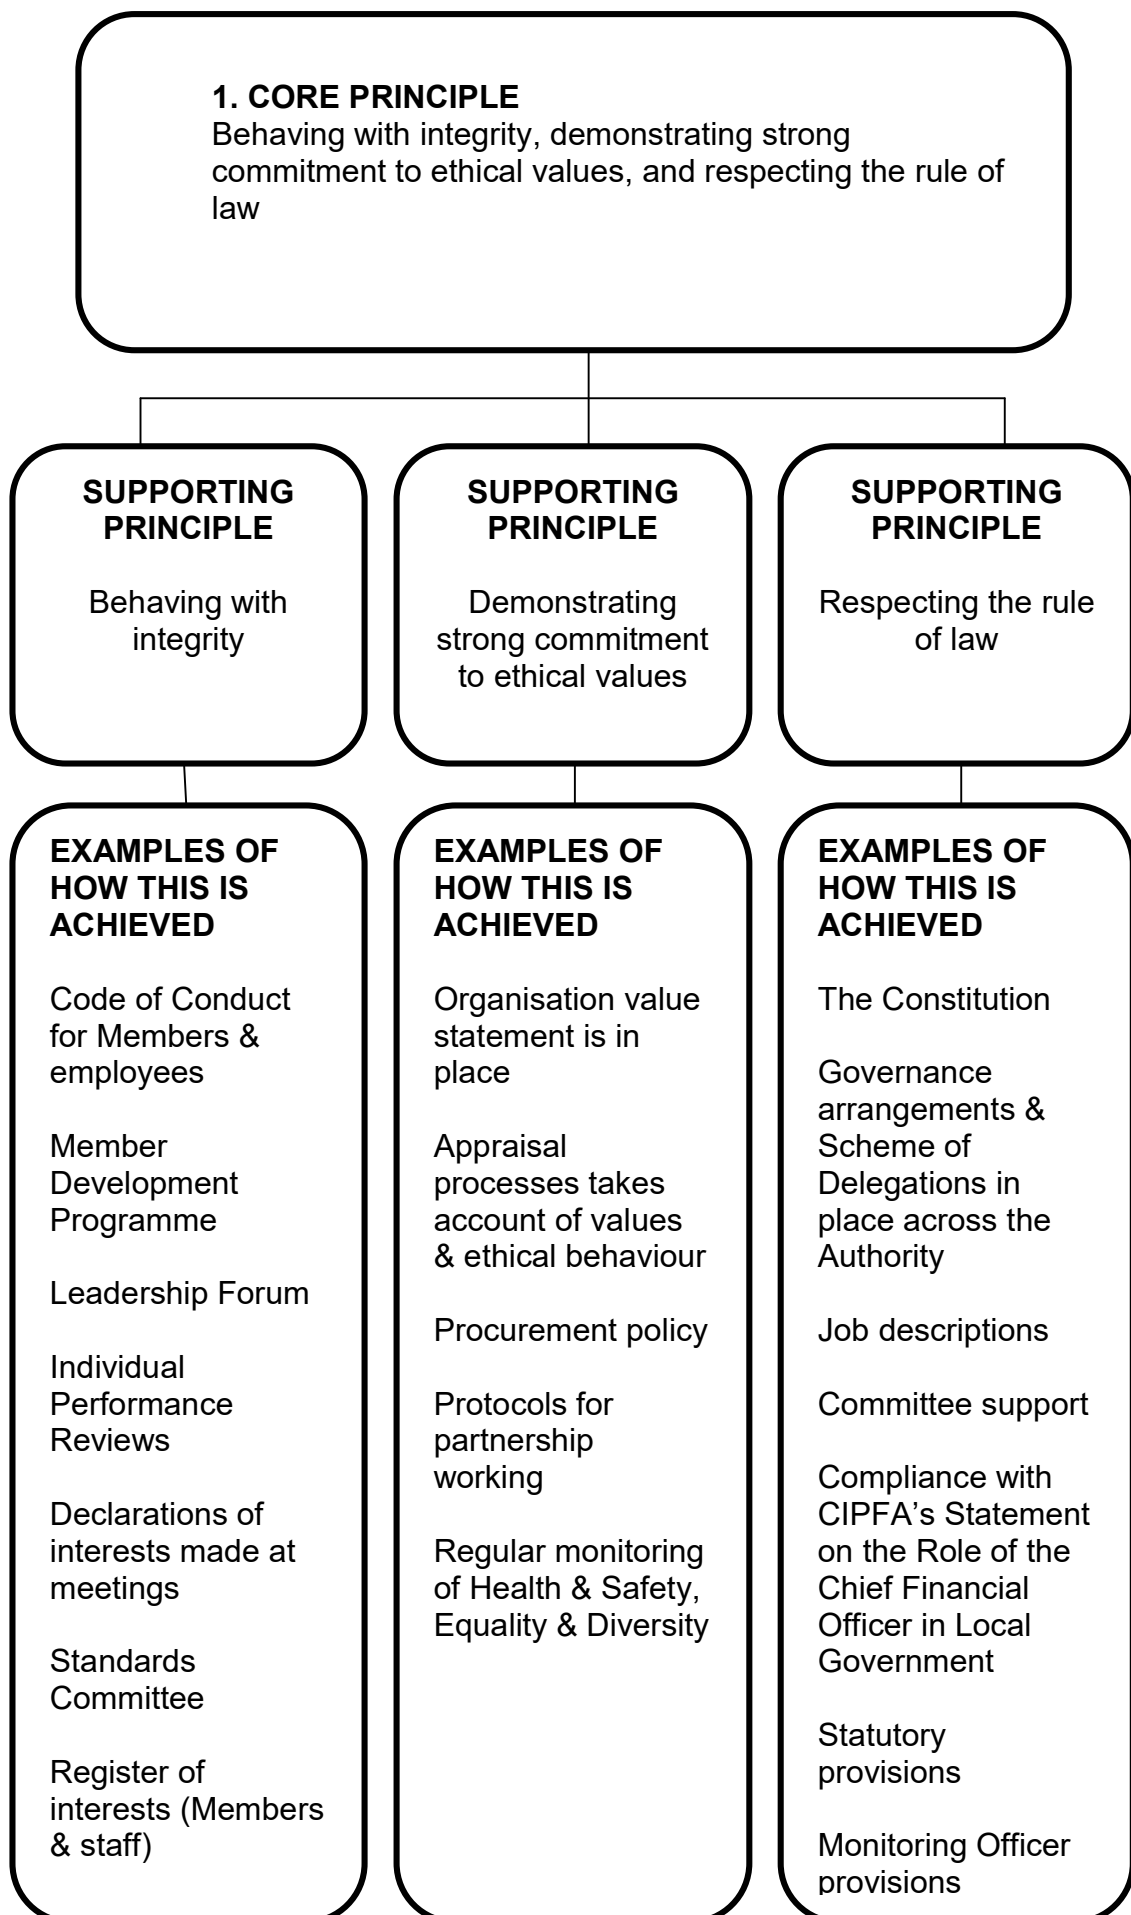 1. CORE PRINCIPLE
Behaving with integrity, demonstrating strong
commitment to ethical values, and respecting the rule of
law
SUPPORTING
PRINCIPLE
Behaving with
integrity
SUPPORTING
PRINCIPLE
Demonstrating
strong commitment
to ethical values
SUPPORTING
PRINCIPLE
Respecting the rule
of law
EXAMPLES OF
HOW THIS IS
ACHIEVED
Code of Conduct
for Members &
employees
Member
Development
Programme
Leadership Forum
Individual
Performance
Reviews
Declarations of
interests made at
meetings
Standards
Committee
Register of
interests (Members
& staff)
EXAMPLES OF
HOW THIS IS
ACHIEVED
Organisation value
statement is in
place
Appraisal
processes takes
account of values
& ethical behaviour
Procurement policy
Protocols for
partnership
working
Regular monitoring
of Health & Safety,
Equality & Diversity
EXAMPLES OF
HOW THIS IS
ACHIEVED
The Constitution
Governance
arrangements &
Scheme of
Delegations in
place across the
Authority
Job descriptions
Committee support
Compliance with
CIPFA’s Statement
on the Role of the
Chief Financial
Officer in Local
Government
Statutory
provisions
Monitoring Officer
provisions